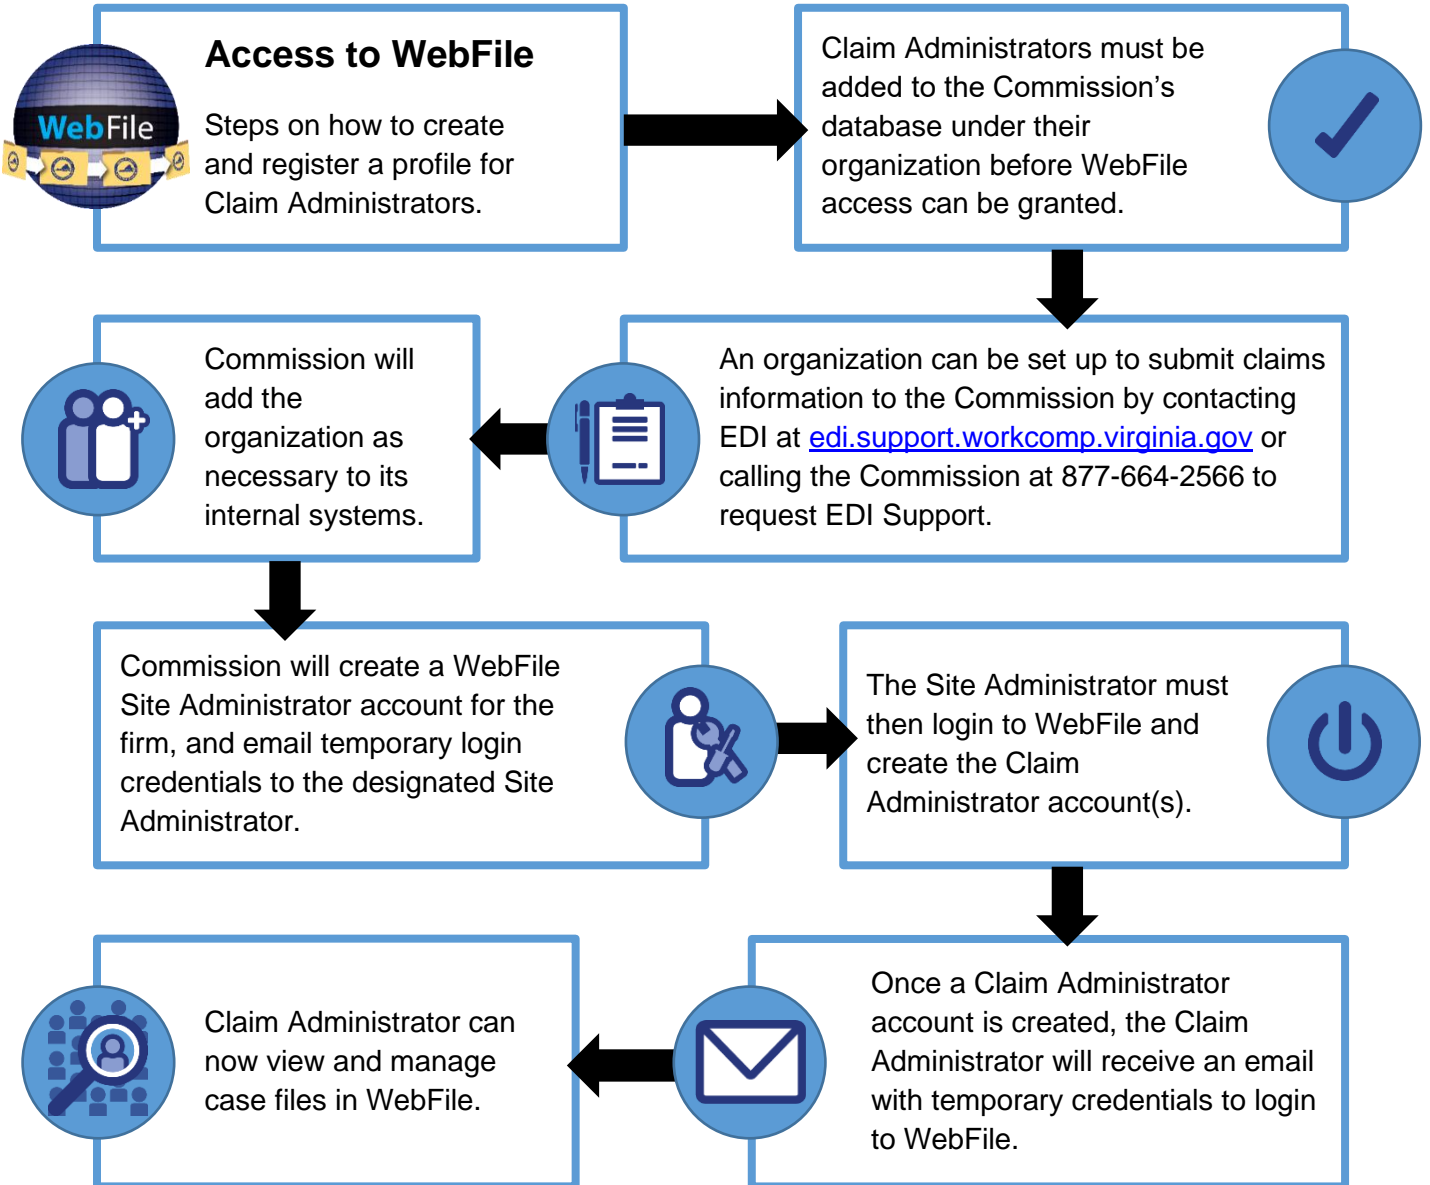 WebFile
Access to WebFile
Steps on how to create
and register a profile for
Claim Administrators.
Claim Administrators must be
added to the Commission’s
database under their
organization before WebFile
access can be granted.
An organization can be set up to submit claims
information to the Commission by contacting
EDI at edi.support.workcomp.virginia.gov or
calling the Commission at 877-664-2566 to
request EDI Support.
Commission will
add the
organization as
necessary to its
internal systems.
Commission will create a WebFile
Site Administrator account for the
firm, and email temporary login
credentials to the designated Site
Administrator.
The Site Administrator must
then login to WebFile and
create the Claim
Administrator account(s).
Once a Claim Administrator
account is created, the Claim
Administrator will receive an email
with temporary credentials to login
to WebFile.
Claim Administrator can
now view and manage
case files in WebFile.